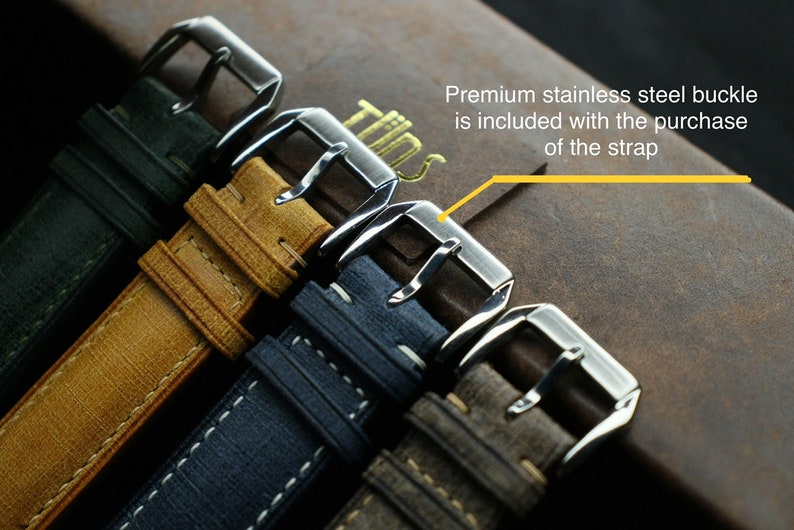 Premium stainless steel buckle
is included with the purchase
of the strap